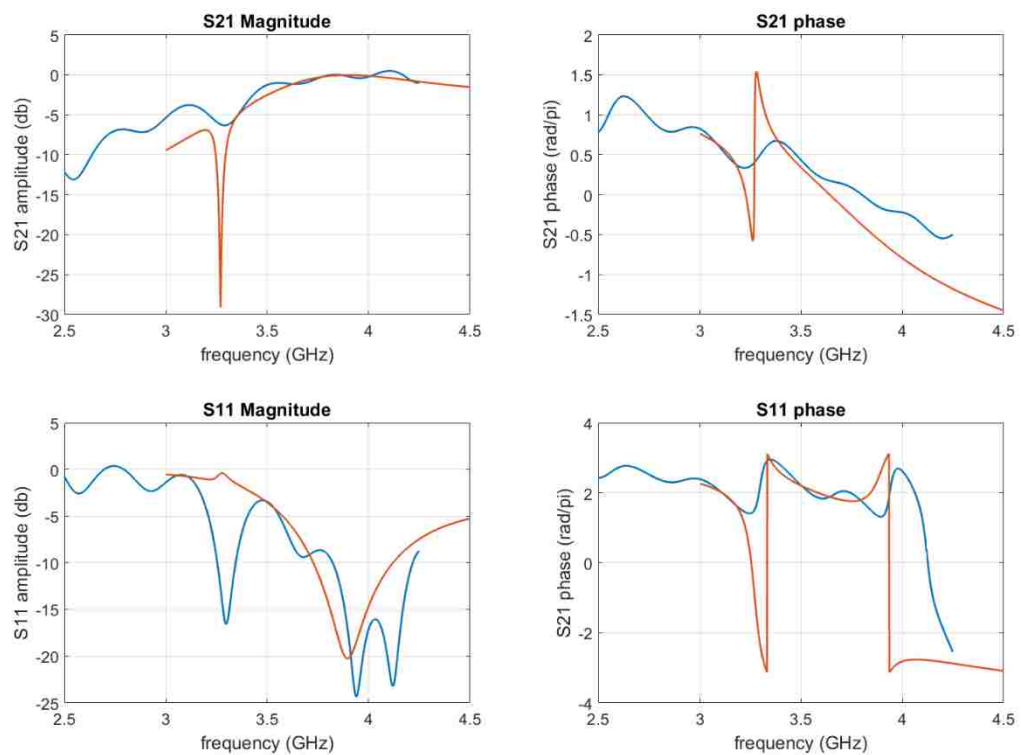 S21 Magnitude
5
0
-5
-10
-15
-20
-25
-30
S21 amplitude (db)
2.5 3 3.5 4 4.5
frequency (GHz)
S21 phase
2
1.5
1
0.5
0
-0.5
-1
-1.5
S21 phase (rad/pi)
2.5 3 3.5 4 4.5
frequency (GHz)
S11 Magnitude
5
0
-5
-10
-15
-20
-25
S11 amplitude (db)
2.5 3 3.5 4 4.5
frequency (GHz)
S11 phase
4
2
0
-2
-4
S21 phase (rad/pi)
2.5 3 3.5 4 4.5
frequency (GHz)